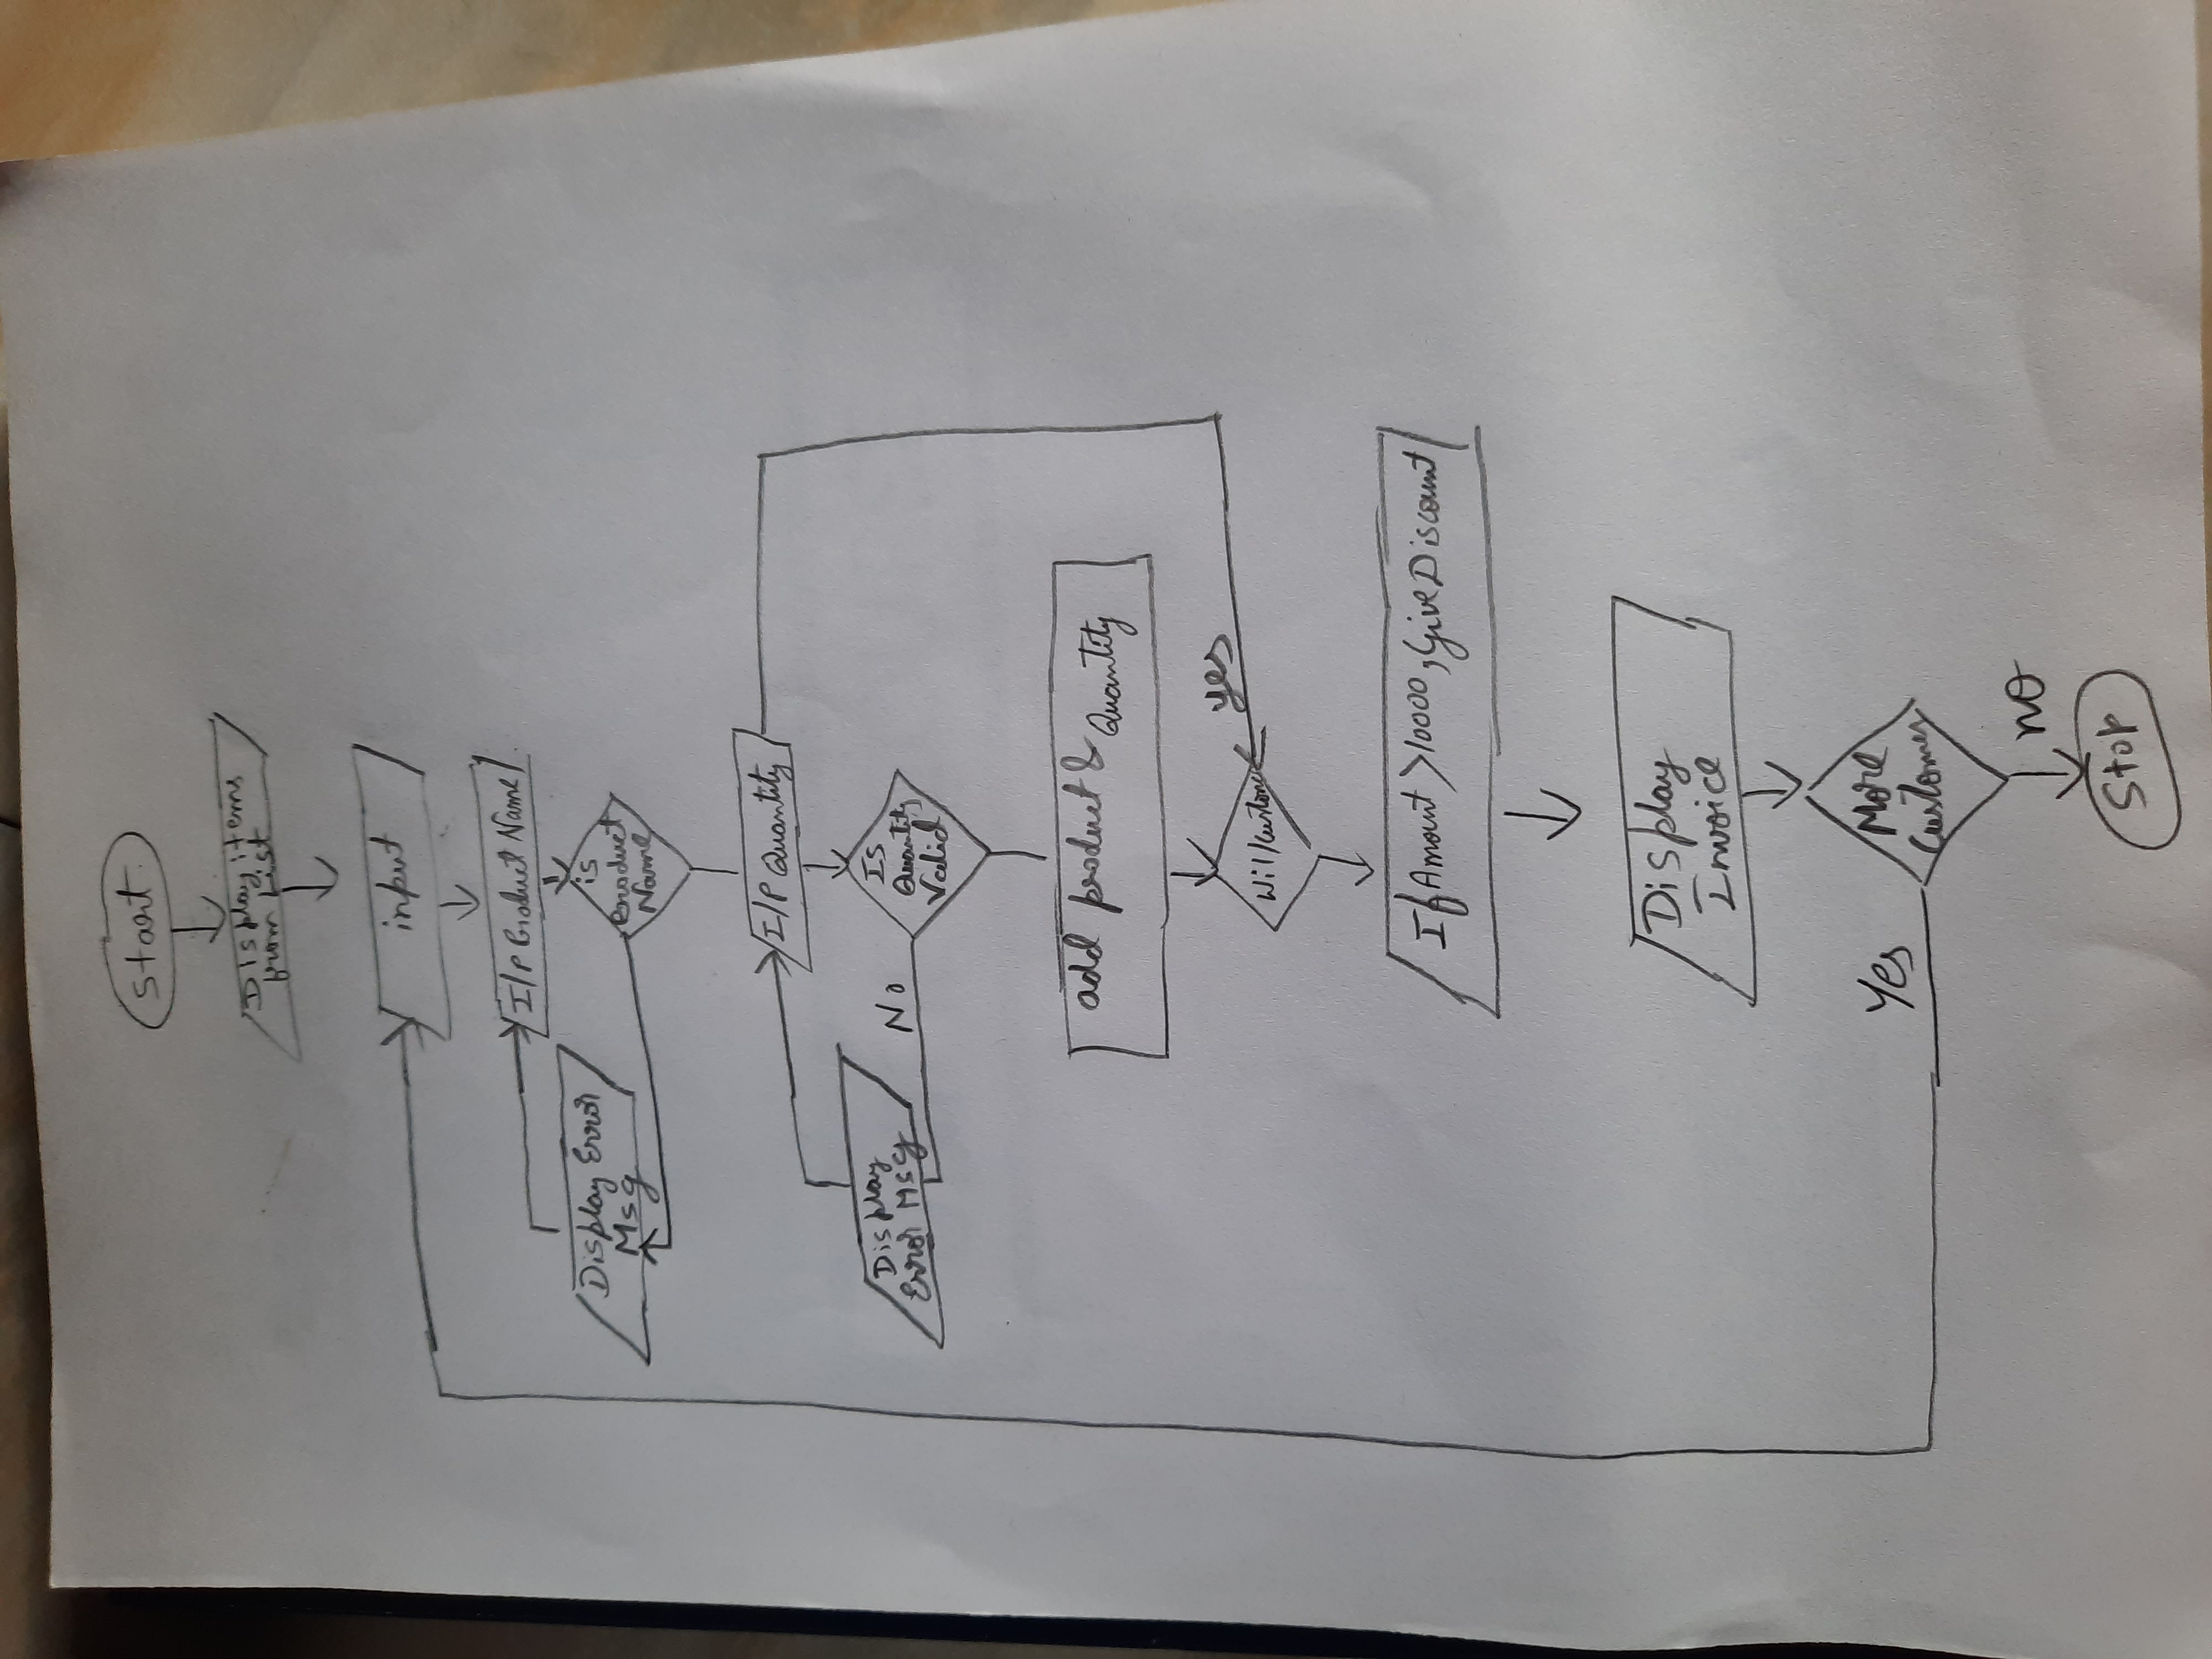 Start
Display items
from List
input
I/P Product Name
is
Product
Name
Display Error
Msg
I/P Quantity
Is
Quantity
Valid
No
Display
Error Msg
add product & Quantity
yes
Will Customer
If Amount >10000, Give Discount
Display
Invoice
More
Customer
Yes
no
Stop